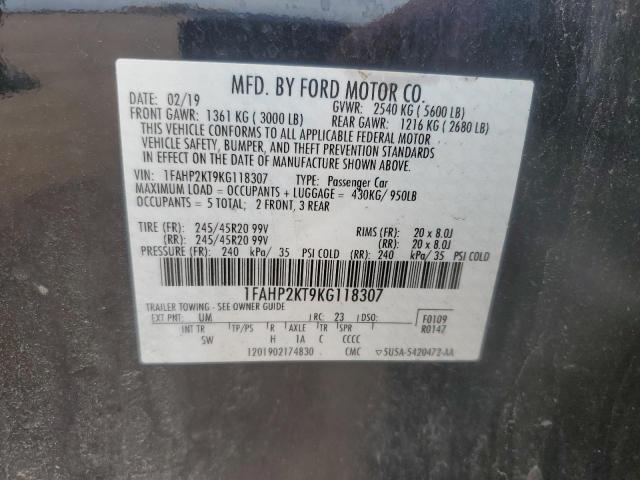 MFD. BY FORD MOTOR CO.
DATE: 02/19 GVWR: 2540 KG ( 5600 LB)
FRONT GAWR: 1361 KG ( 3000 LB) REAR GAWR: 1216 KG ( 2680 LB)
THIS VEHICLE CONFORMS TO ALL APPLICABLE FEDERAL MOTOR
VEHICLE SAFETY, BUMPER, AND THEFT PREVENTION STANDARDS
IN EFFECT ON THE DATE OF MANUFACTURE SHOWN ABOVE.
VIN: 1FAHP2KT9KG118307 TYPE: Passenger Car
MAXIMUM LOAD = OCCUPANTS + LUGGAGE = 430KG/ 950LB
OCCUPANTS = 5 TOTAL; 2 FRONT, 3 REAR
TIRE (FR): 245/45R20 99V RIMS (FR): 20 x 8.0J
(RR): 245/45R20 99V (RR): 20 x 8.0J
PRESSURE (FR): 240 kPa/ 35 PSI COLD (RR): 240 kPa/ 35 PSI COLD
1FAHP2KT9KG118307
TRAILER TOWING - SEE OWNER GUIDE
EXT PNT: UM RC: 23 DSO: F0109
R0147
INT TR TP/PS R AXLE TR SPR
SW H 1A C CCCC
1201902174830 CMC 5U5A-5420472-AA